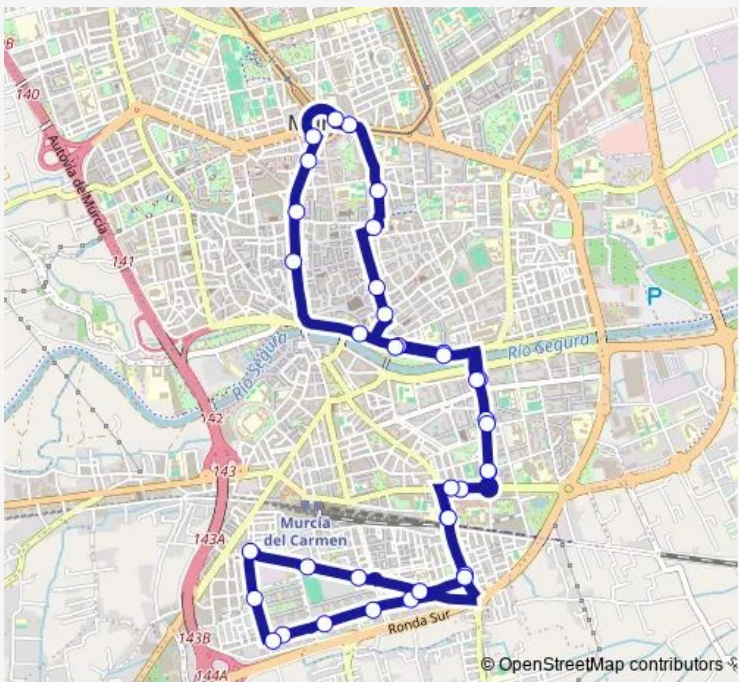 140
Autovía de Murcia
141
Río Segura
Río Segura
142
143
Murcia
del Carmen
143A
143B
Ronda Sur
144A
P
© OpenStreetMap contributors